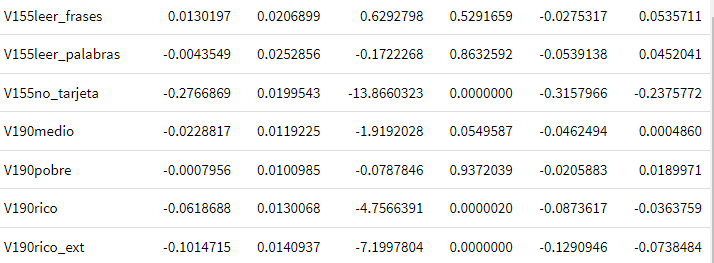 V155leer_frases 0.0130197 0.0206899 0.6292798 0.5291659 -0.0275317 0.0535711
V155leer_palabras -0.0043549 0.0252856 -0.1722268 0.8632592 -0.0539138 0.0452041
V155no_tarjeta -0.2766869 0.0199543 -13.8660323 0.0000000 -0.3157966 -0.2375772
V190medio -0.0228817 0.0119225 -1.9192028 0.0549587 -0.0462494 0.0004860
V190pobre -0.0007956 0.0100985 -0.0787846 0.9372039 -0.0205883 0.0189971
V190rico -0.0618688 0.0130068 -4.7566391 0.0000020 -0.0873617 -0.0363759
V190rico_ext -0.1014715 0.0140937 -7.1997804 0.0000000 -0.1290946 -0.0738484